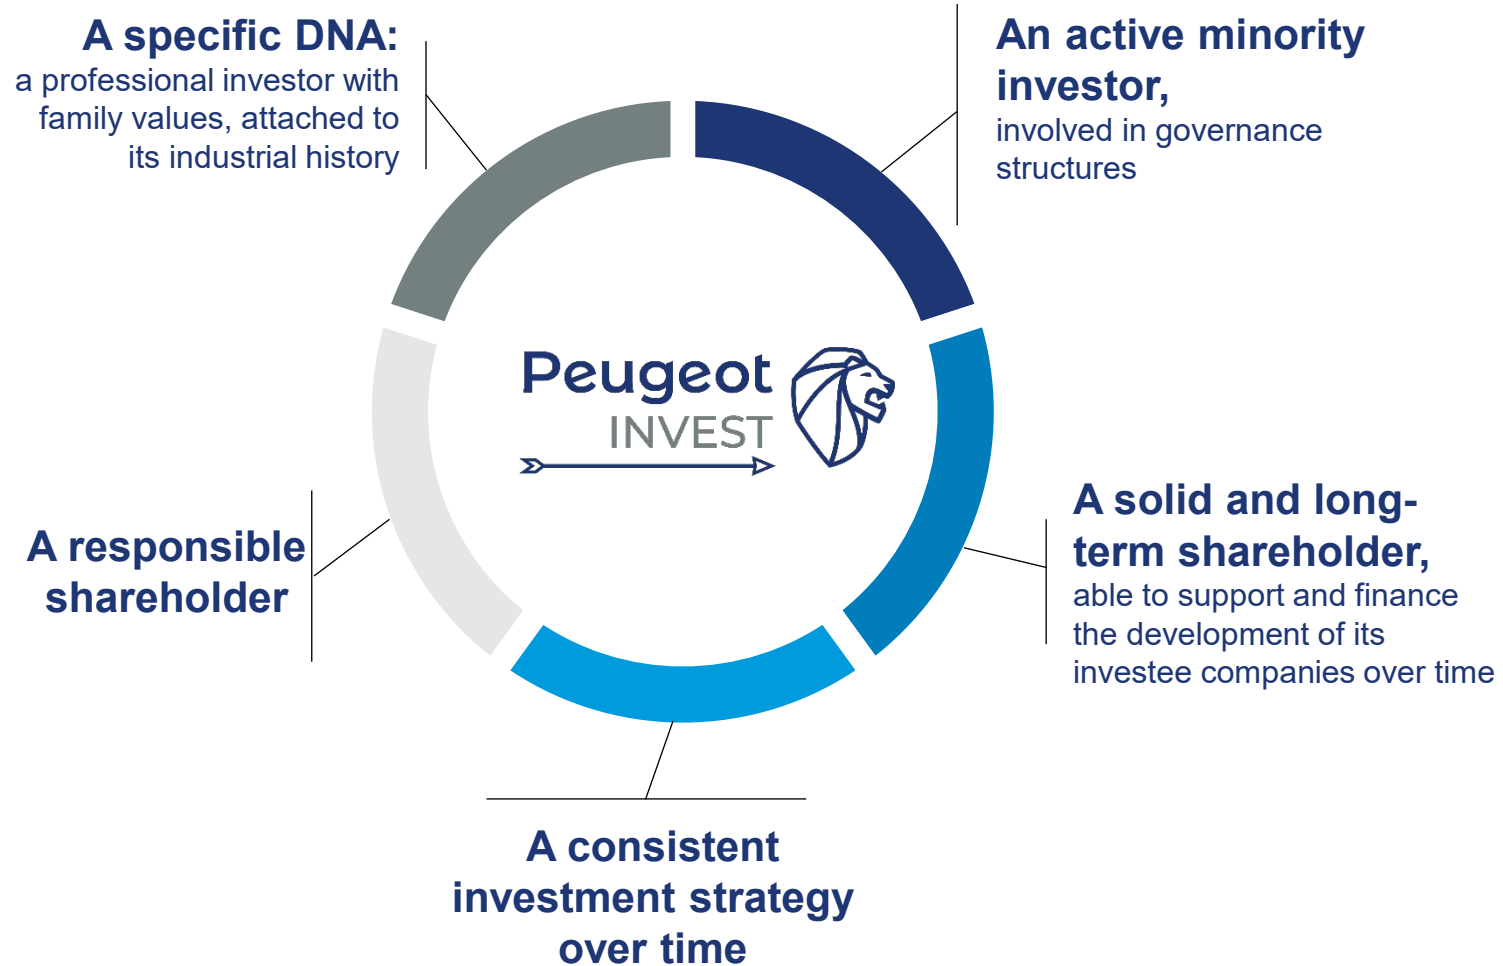 A specific DNA:
a professional investor with
family values, attached to
its industrial history
An active minority
investor,
involved in governance
structures
Peugeot
INVEST
A responsible
shareholder
A solid and long-
term shareholder,
able to support and finance
the development of its
investee companies over time
A consistent
investment strategy
over time